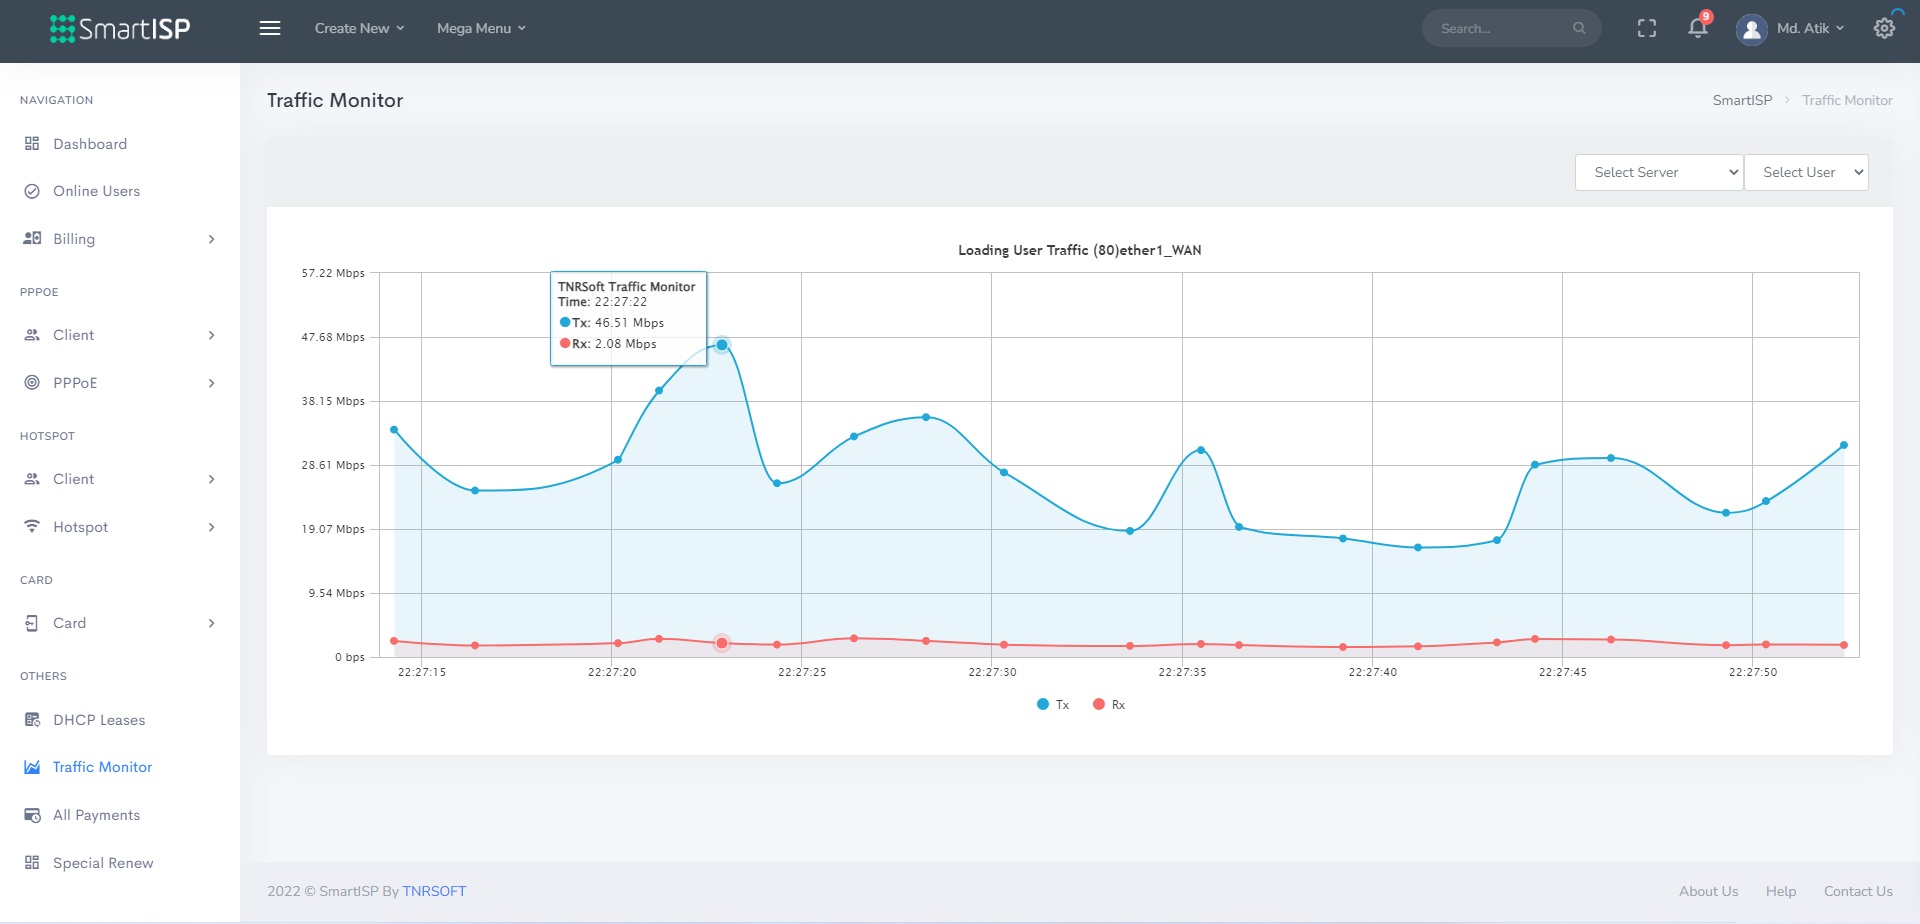 SmartISP
Create New
Mega Menu
Search...
9
Md. Atik
NAVIGATION
Dashboard
Online Users
Billing
PPPOE
Client
PPPoE
HOTSPOT
Client
Hotspot
CARD
Card
OTHERS
DHCP Leases
Traffic Monitor
All Payments
Special Renew
Traffic Monitor
SmartISP > Traffic Monitor
Select Server
Select User
Loading User Traffic (80)ether1_WAN
57.22 Mbps
47.68 Mbps
38.15 Mbps
28.61 Mbps
19.07 Mbps
9.54 Mbps
0 bps
TNRSoft Traffic Monitor
Time: 22:27:22
Tx: 46.51 Mbps
Rx: 2.08 Mbps
22:27:15 22:27:20 22:27:25 22:27:30 22:27:35 22:27:40 22:27:45 22:27:50
Tx Rx
2022 © SmartISP By TNRSOFT
About Us Help Contact Us